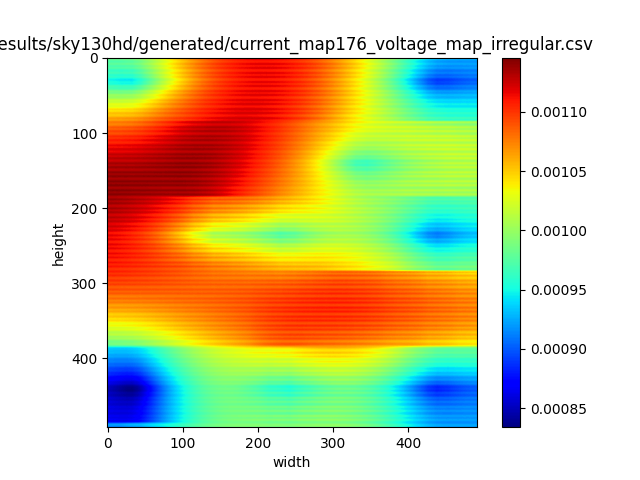 esults/sky130hd/generated/current_map176_voltage_map_irregular.csv
0
100
200
300
400
height
0 100 200 300 400
width
0.00110
0.00105
0.00100
0.00095
0.00090
0.00085